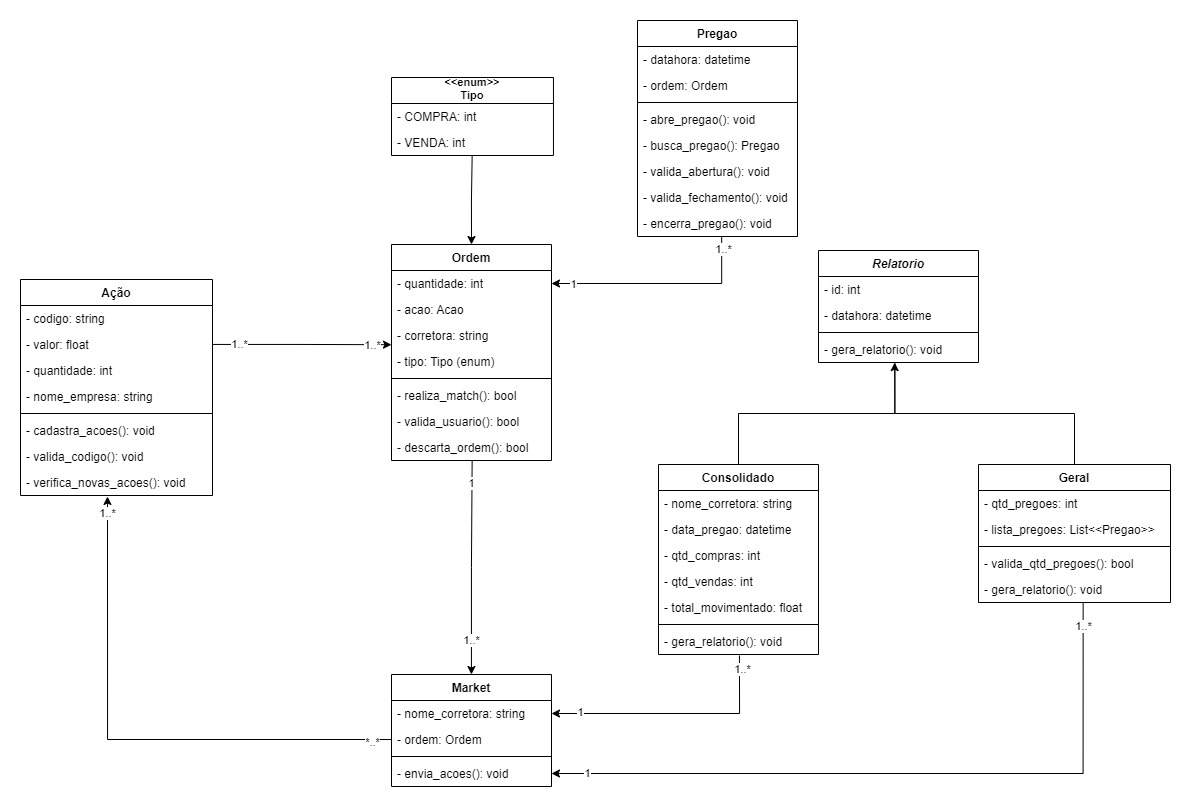 Pregao
- datahora: datetime
- ordem: Ordem
- abre_pregao(): void
- busca_pregao(): Pregao
- valida_abertura(): void
- valida_fechamento(): void
- encerra_pregao(): void
1..*
1
<<enum>>
Tipo
- COMPRA: int
- VENDA: int
Ordem
- quantidade: int
- acao: Acao
- corretora: string
- tipo: Tipo (enum)
- realiza_match(): bool
- valida_usuario(): bool
- descarta_ordem(): bool
1
1..*
Ação
- codigo: string
- valor: float
- quantidade: int
- nome_empresa: string
- cadastra_acoes(): void
- valida_codigo(): void
- verifica_novas_acoes(): void
1..*
1..*
1..*
*..*
Relatorio
- id: int
- datahora: datetime
- gera_relatorio(): void
Consolidado
- nome_corretora: string
- data_pregao: datetime
- qtd_compras: int
- qtd_vendas: int
- total_movimentado: float
- gera_relatorio(): void
1..*
1
Geral
- qtd_pregoes: int
- lista_pregoes: List<<Pregao>>
- valida_qtd_pregoes(): bool
- gera_relatorio(): void
1..*
1
Market
- nome_corretora: string
- ordem: Ordem
- envia_acoes(): void